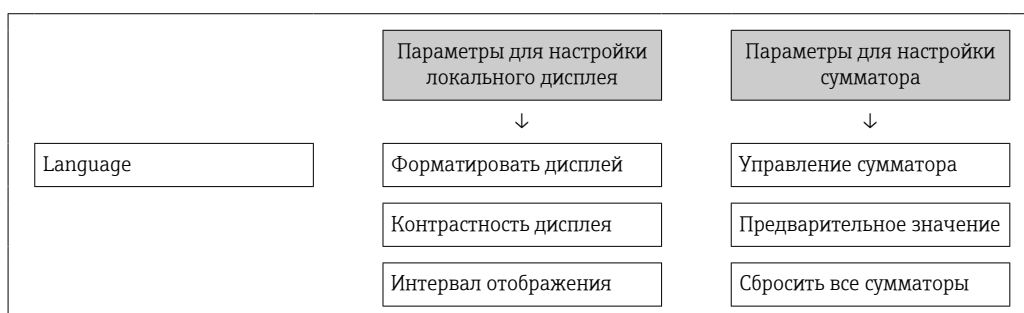 Параметры для настройки
локального дисплея
Параметры для настройки
сумматора
↓
↓
Language
Форматировать дисплей
Управление сумматора
Контрастность дисплея
Предварительное значение
Интервал отображения
Сбросить все сумматоры